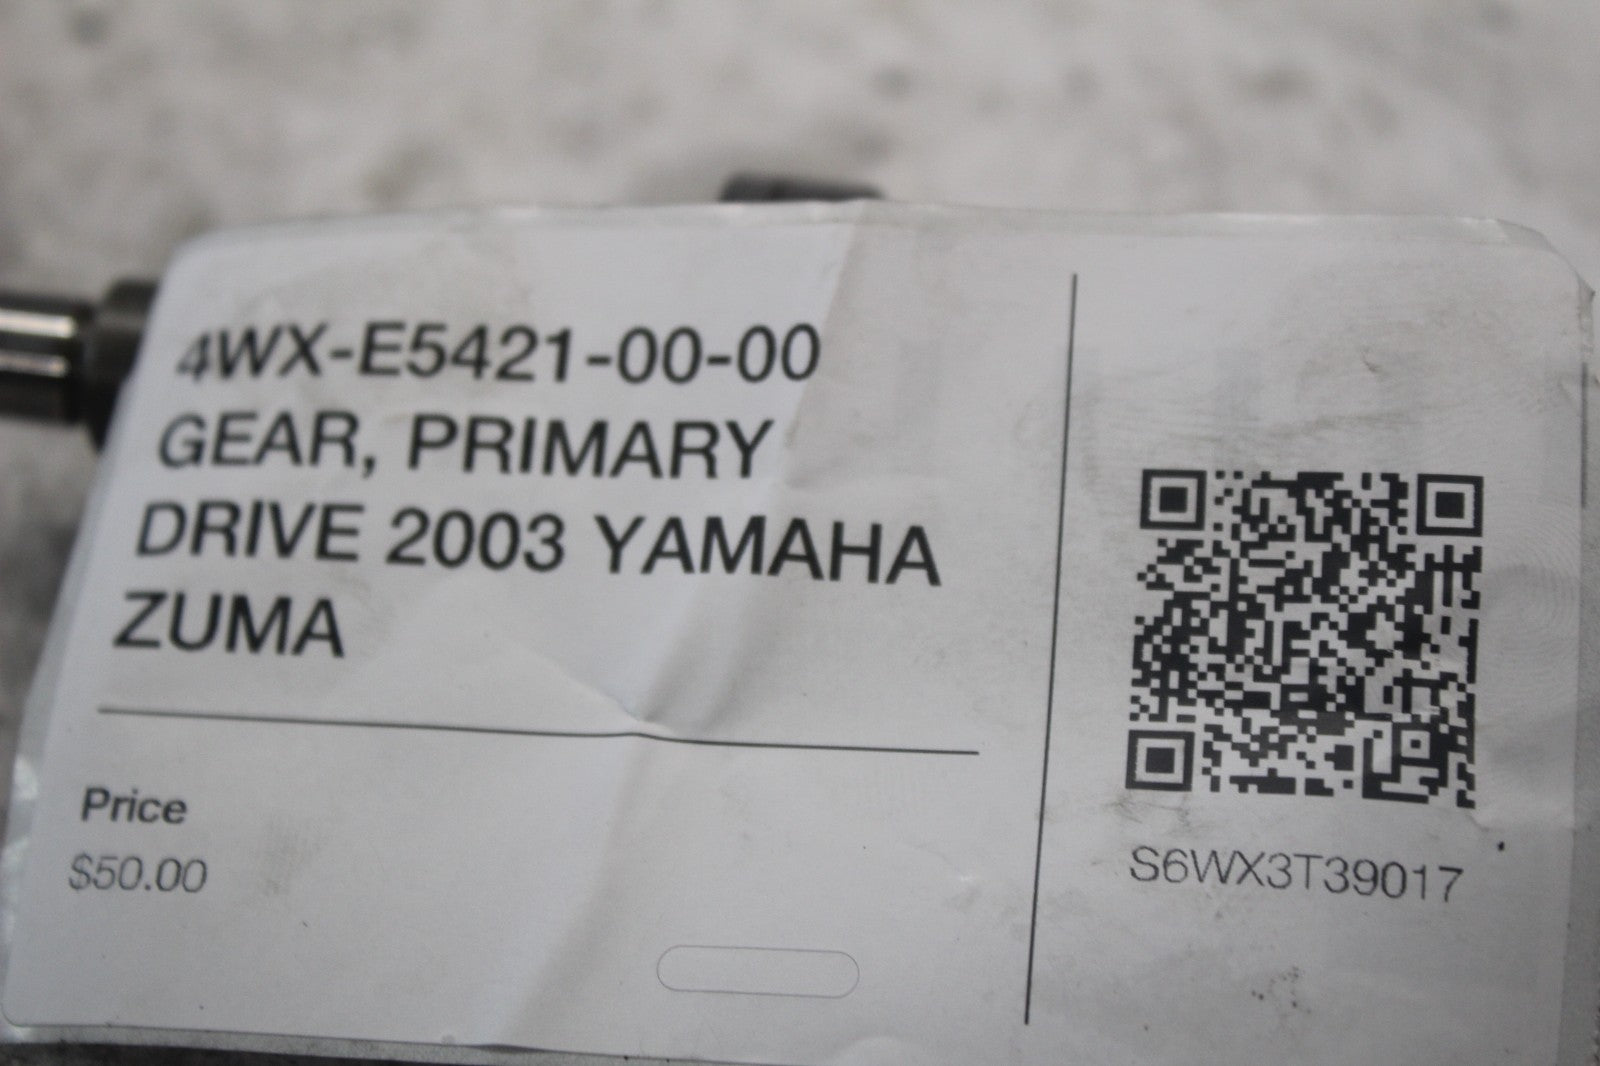 4WX-E5421-00-00
GEAR, PRIMARY
DRIVE 2003 YAMAHA
ZUMA
Price
$50.00
S6WX3T39017